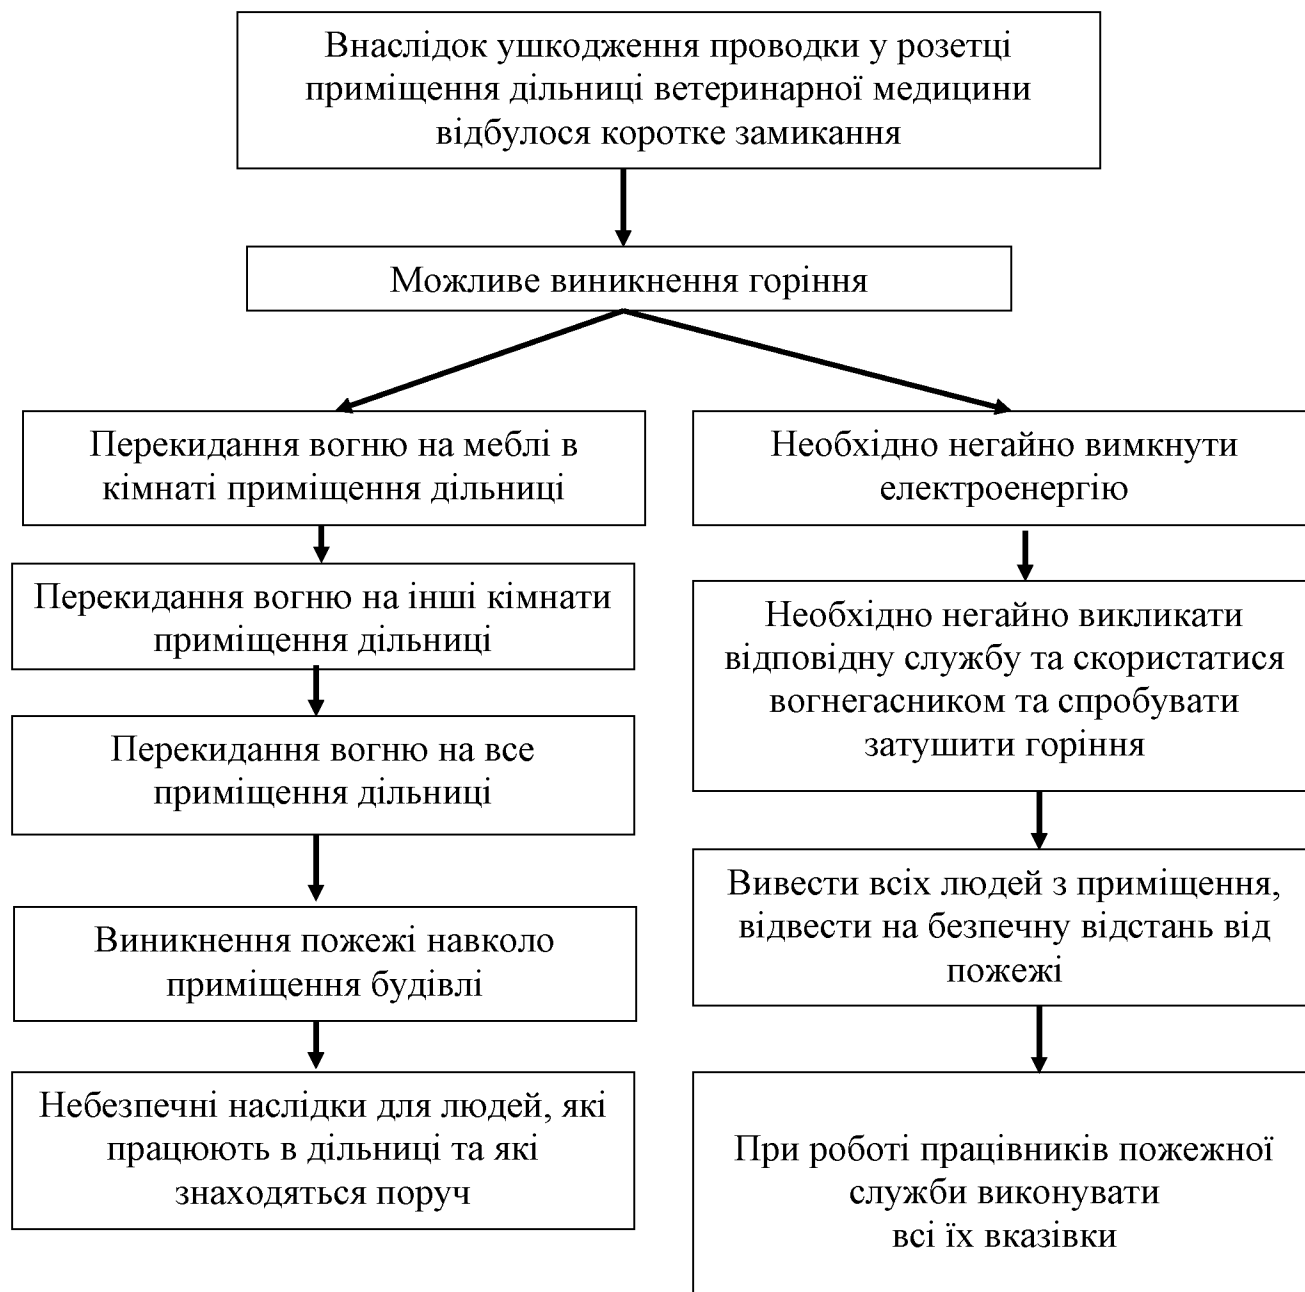 Внаслідок ушкодження проводки у розетці
приміщення дільниці ветеринарної медицини
відбулося коротке замикання
Можливе виникнення горіння
Перекидання вогню на меблі в
кімнаті приміщення дільниці
Перекидання вогню на інші кімнати
приміщення дільниці
Перекидання вогню на все
приміщення дільниці
Виникнення пожежі навколо
приміщення будівлі
Небезпечні наслідки для людей, які
працюють в дільниці та які
знаходяться поруч
Необхідно негайно вимкнути
електроенергію
Необхідно негайно викликати
відповідну службу та скористатися
вогнегасником та спробувати
затушити горіння
Вивести всіх людей з приміщення,
відвести на безпечну відстань від
пожежі
При роботі працівників пожежної
служби виконувати
всі їх вказівки